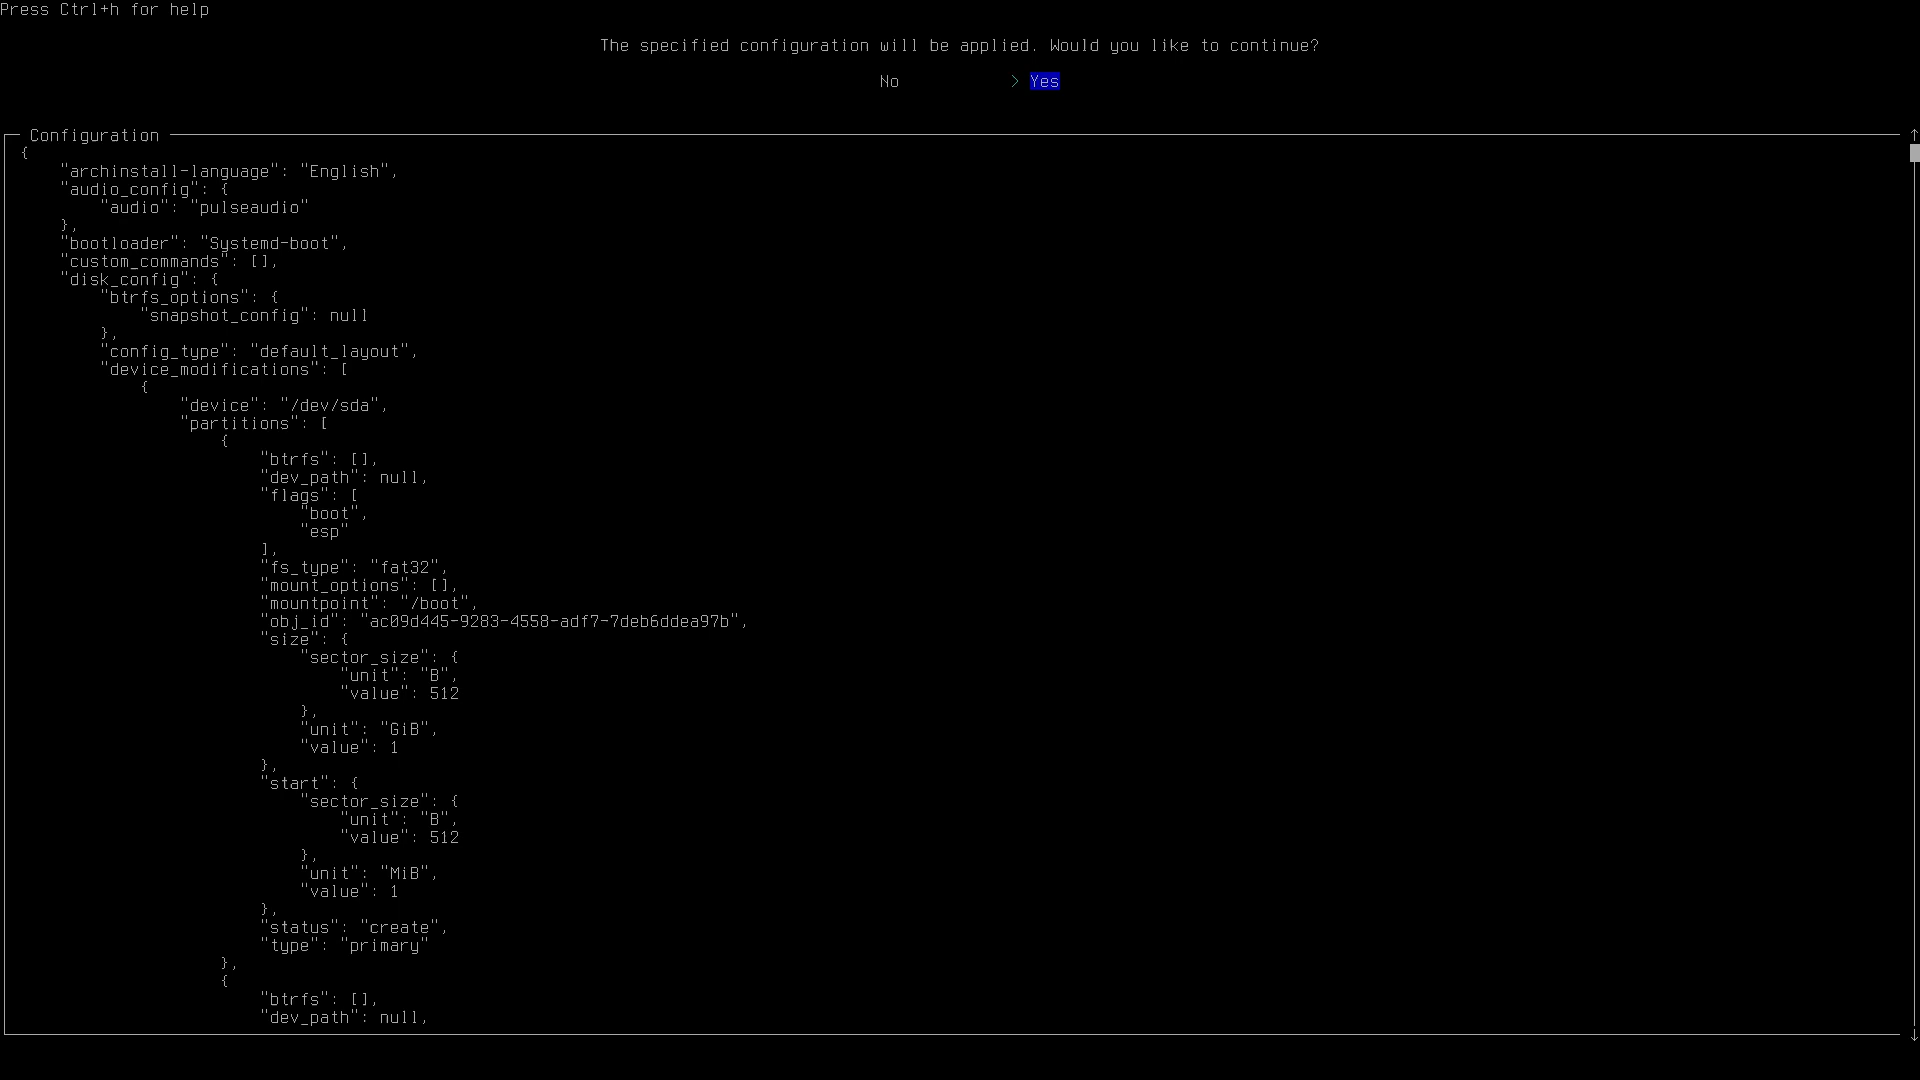 Press Ctrl+h for help
The specified configuration will be applied. Would you like to continue?
No > Yes
Configuration
{
    "archinstall-language": "English",
    "audio_config": {
        "audio": "pulseaudio"
    },
    "bootloader": "Systemd-boot",
    "custom_commands": [],
    "disk_config": {
        "btrfs_options": {
            "snapshot_config": null
        },
        "config_type": "default_layout",
        "device_modifications": [
            {
                "device": "/dev/sda",
                "partitions": [
                    {
                        "btrfs": [],
                        "dev_path": null,
                        "flags": [
                            "boot",
                            "esp"
                        ],
                        "fs_type": "fat32",
                        "mount_options": [],
                        "mountpoint": "/boot",
                        "obj_id": "ac09d445-9283-4558-adf7-7deb6ddea97b",
                        "size": {
                            "sector_size": {
                                "unit": "B",
                                "value": 512
                            },
                            "unit": "GiB",
                            "value": 1
                        },
                        "start": {
                            "sector_size": {
                                "unit": "B",
                                "value": 512
                            },
                            "unit": "MiB",
                            "value": 1
                        },
                        "status": "create",
                        "type": "primary"
                    },
                    {
                        "btrfs": [],
                        "dev_path": null,